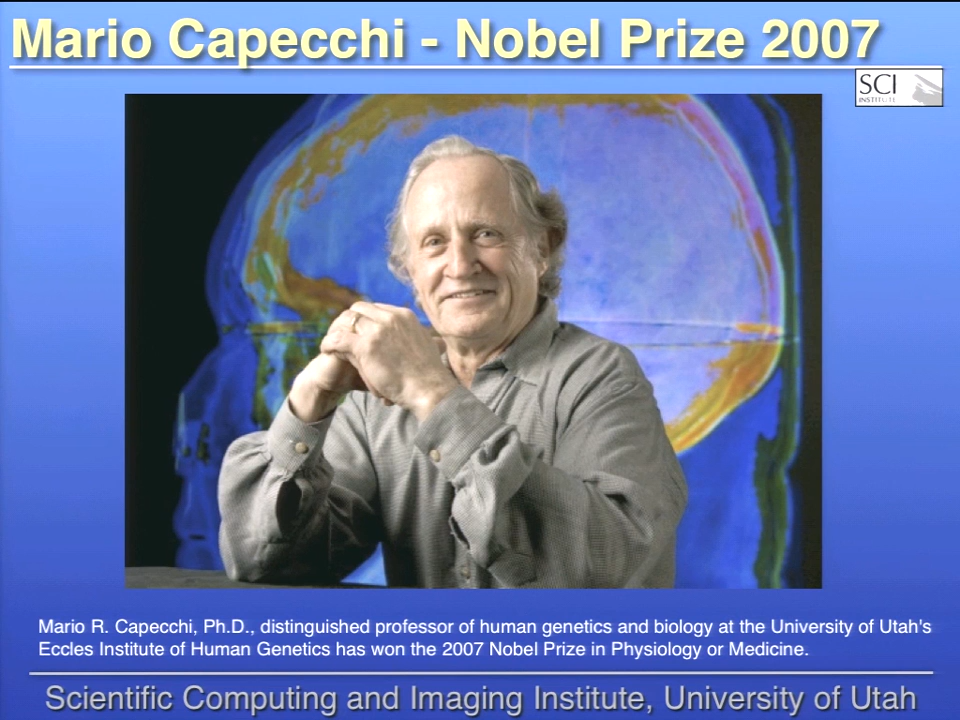 Mario Capecchi - Nobel Prize 2007
SCI
INSTITUTE
Mario R. Capecchi, Ph.D., distinguished professor of human genetics and biology at the University of Utah's
Eccles Institute of Human Genetics has won the 2007 Nobel Prize in Physiology or Medicine.
Scientific Computing and Imaging Institute, University of Utah